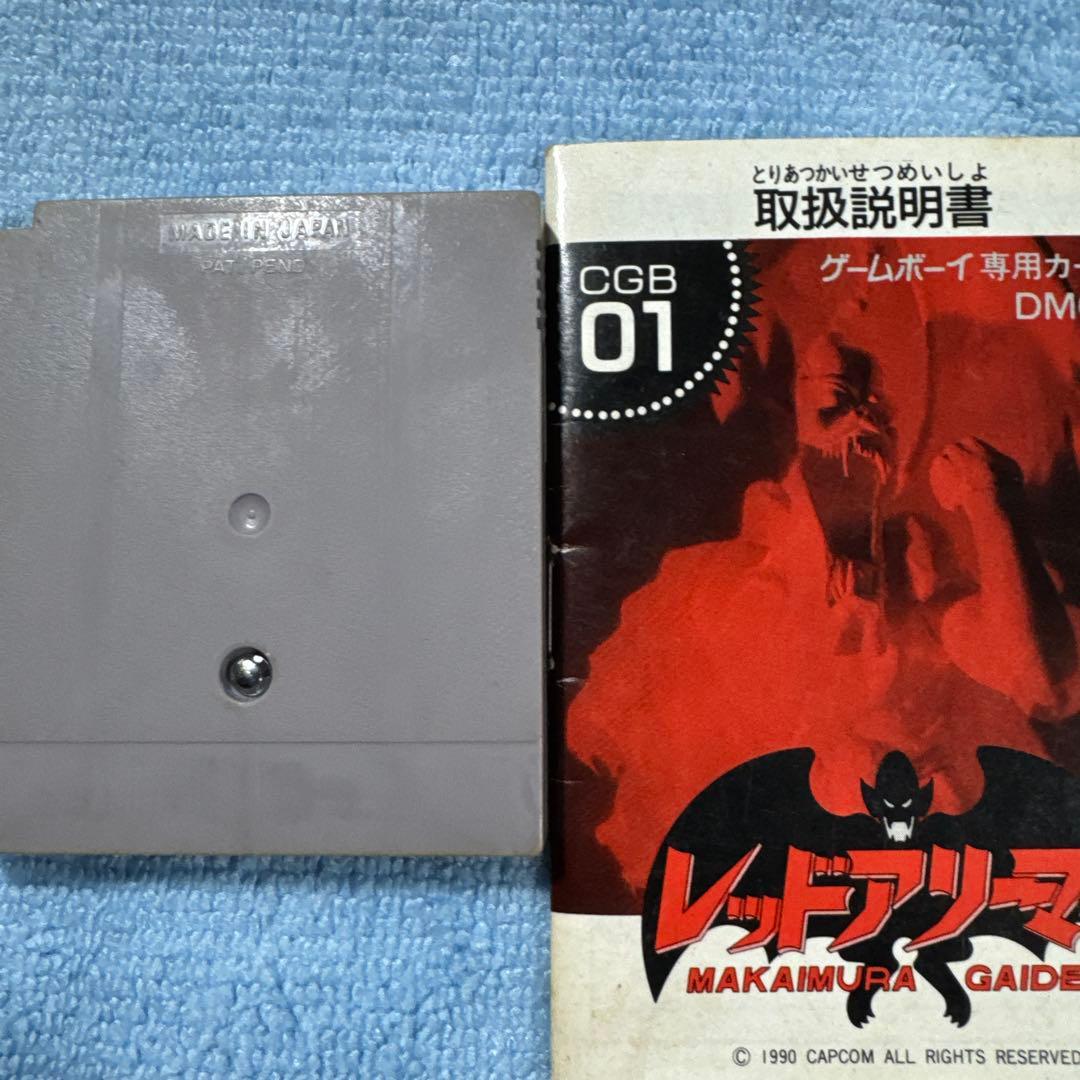 MADE IN JAPAN
PAT. PEND
とりあつかいせつめいしよ
取扱説明書
CGB
01
ゲームボーイ 専用カー
DM
レッドアリーマ
MAKAIMURA GAIDE
© 1990 CAPCOM ALL RIGHTS RESERVED